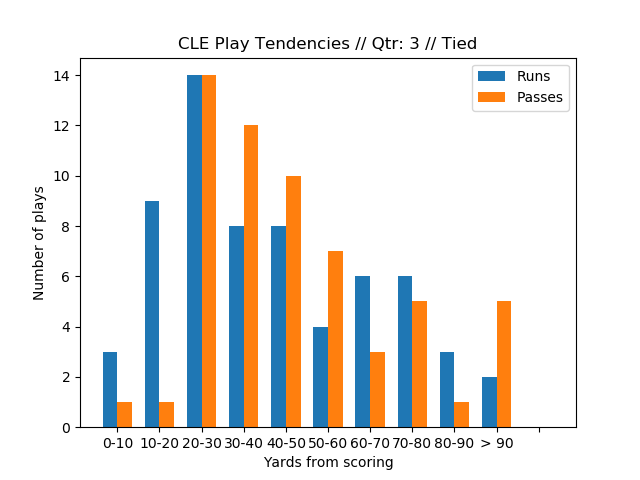 CLE Play Tendencies // Qtr: 3 // Tied
Runs
Passes
Number of plays
14
12
10
8
6
4
2
0
0-10 10-20 20-30 30-40 40-50 50-60 60-70 70-80 80-90 > 90
Yards from scoring